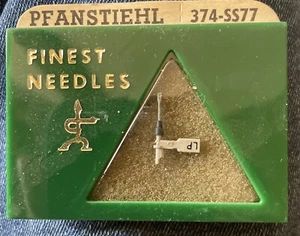 PFANSTIEHL 374-SS77
FINEST
NEEDLES
LP